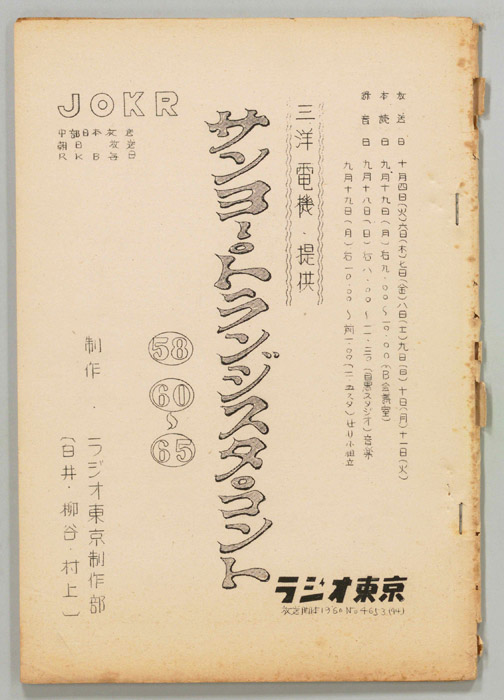 放送日 十月四日(火)六日(木)七日(金)八日(土)九日(日)十日(月)十一日(火)
本読日 九月十九日(月)
録音日 九月十八日(日)
九月十九日(月)
三洋電機・提供
サンヨー・トランジスタ・コント
JOKR
中部日本放送
朝日放送
RKB毎日
58
60
〜
65
制作・ラジオ東京制作部
(臼井・柳谷・村上)
ラジオ東京